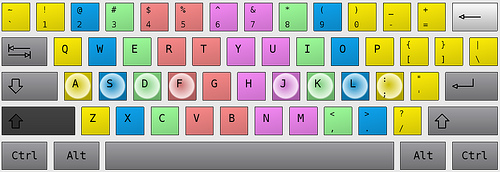 ~ ! @ # $ % ^ & * ( ) _ +
` 1 2 3 4 5 6 7 8 9 0 - =
Q W E R T Y U I O P { } |
[ ] \
A S D F G H J K L : "
; '
Z X C V B N M < > ?
, . /
Ctrl Alt Alt Ctrl